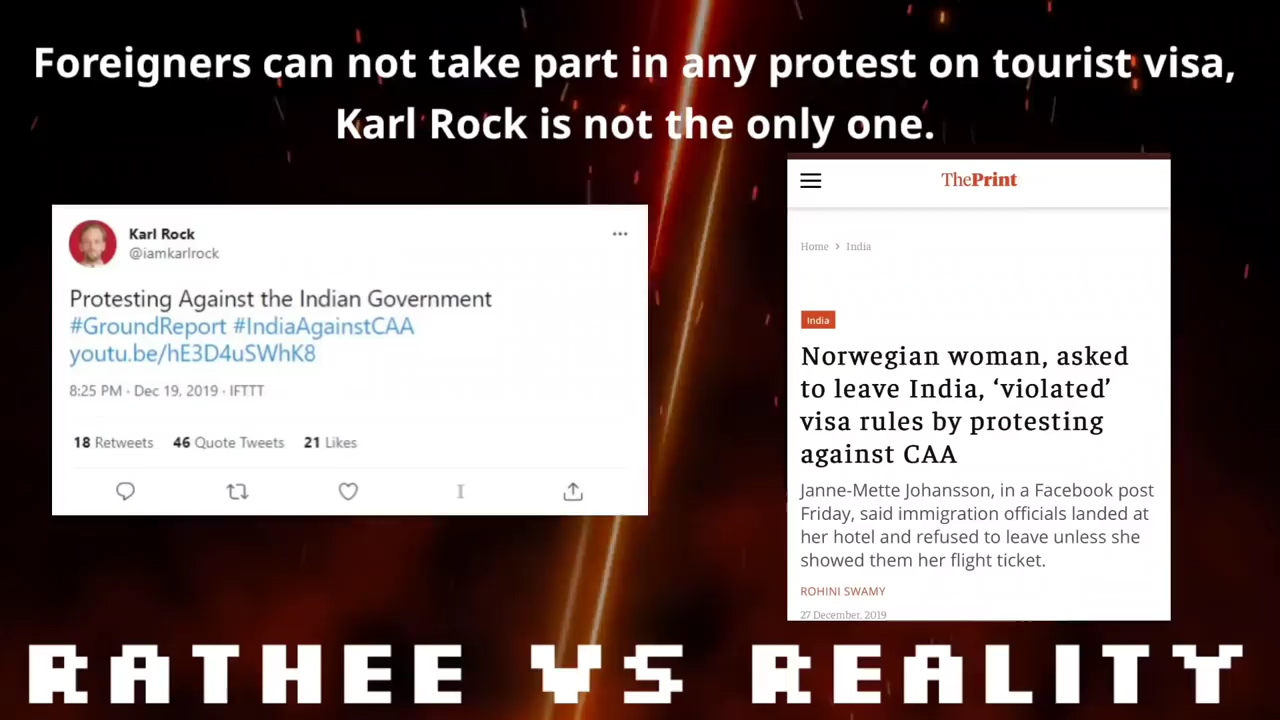 Foreigners can not take part in any protest on tourist visa,
Karl Rock is not the only one.
Karl Rock
@iamkarlrock
Protesting Against the Indian Government
#GroundReport #IndiaAgainstCAA
youtu.be/hE3D4uSWhK8
8:25 PM · Dec 19, 2019 · IFTTT
18 Retweets 46 Quote Tweets 21 Likes
ThePrint
Home > India
India
Norwegian woman, asked
to leave India, ‘violated’
visa rules by protesting
against CAA
Janne-Mette Johansson, in a Facebook post
Friday, said immigration officials landed at
her hotel and refused to leave unless she
showed them her flight ticket.
ROHINI SWAMY
27 December, 2019
RATHEE VS REALITY